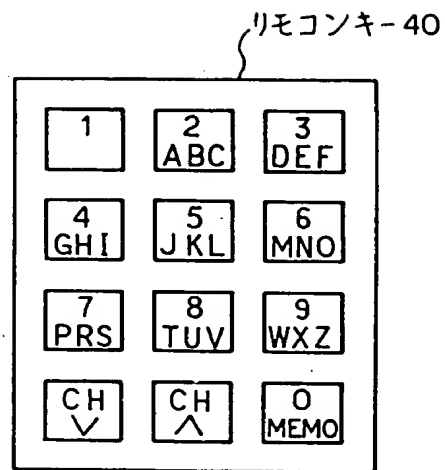 リモコンキー40
1
2
3
ABC
DEF
4
5
6
GHI
JKL
MNO
7
8
9
PRS
TUV
WXZ
CH
CH
0
∨
∧
MEMO